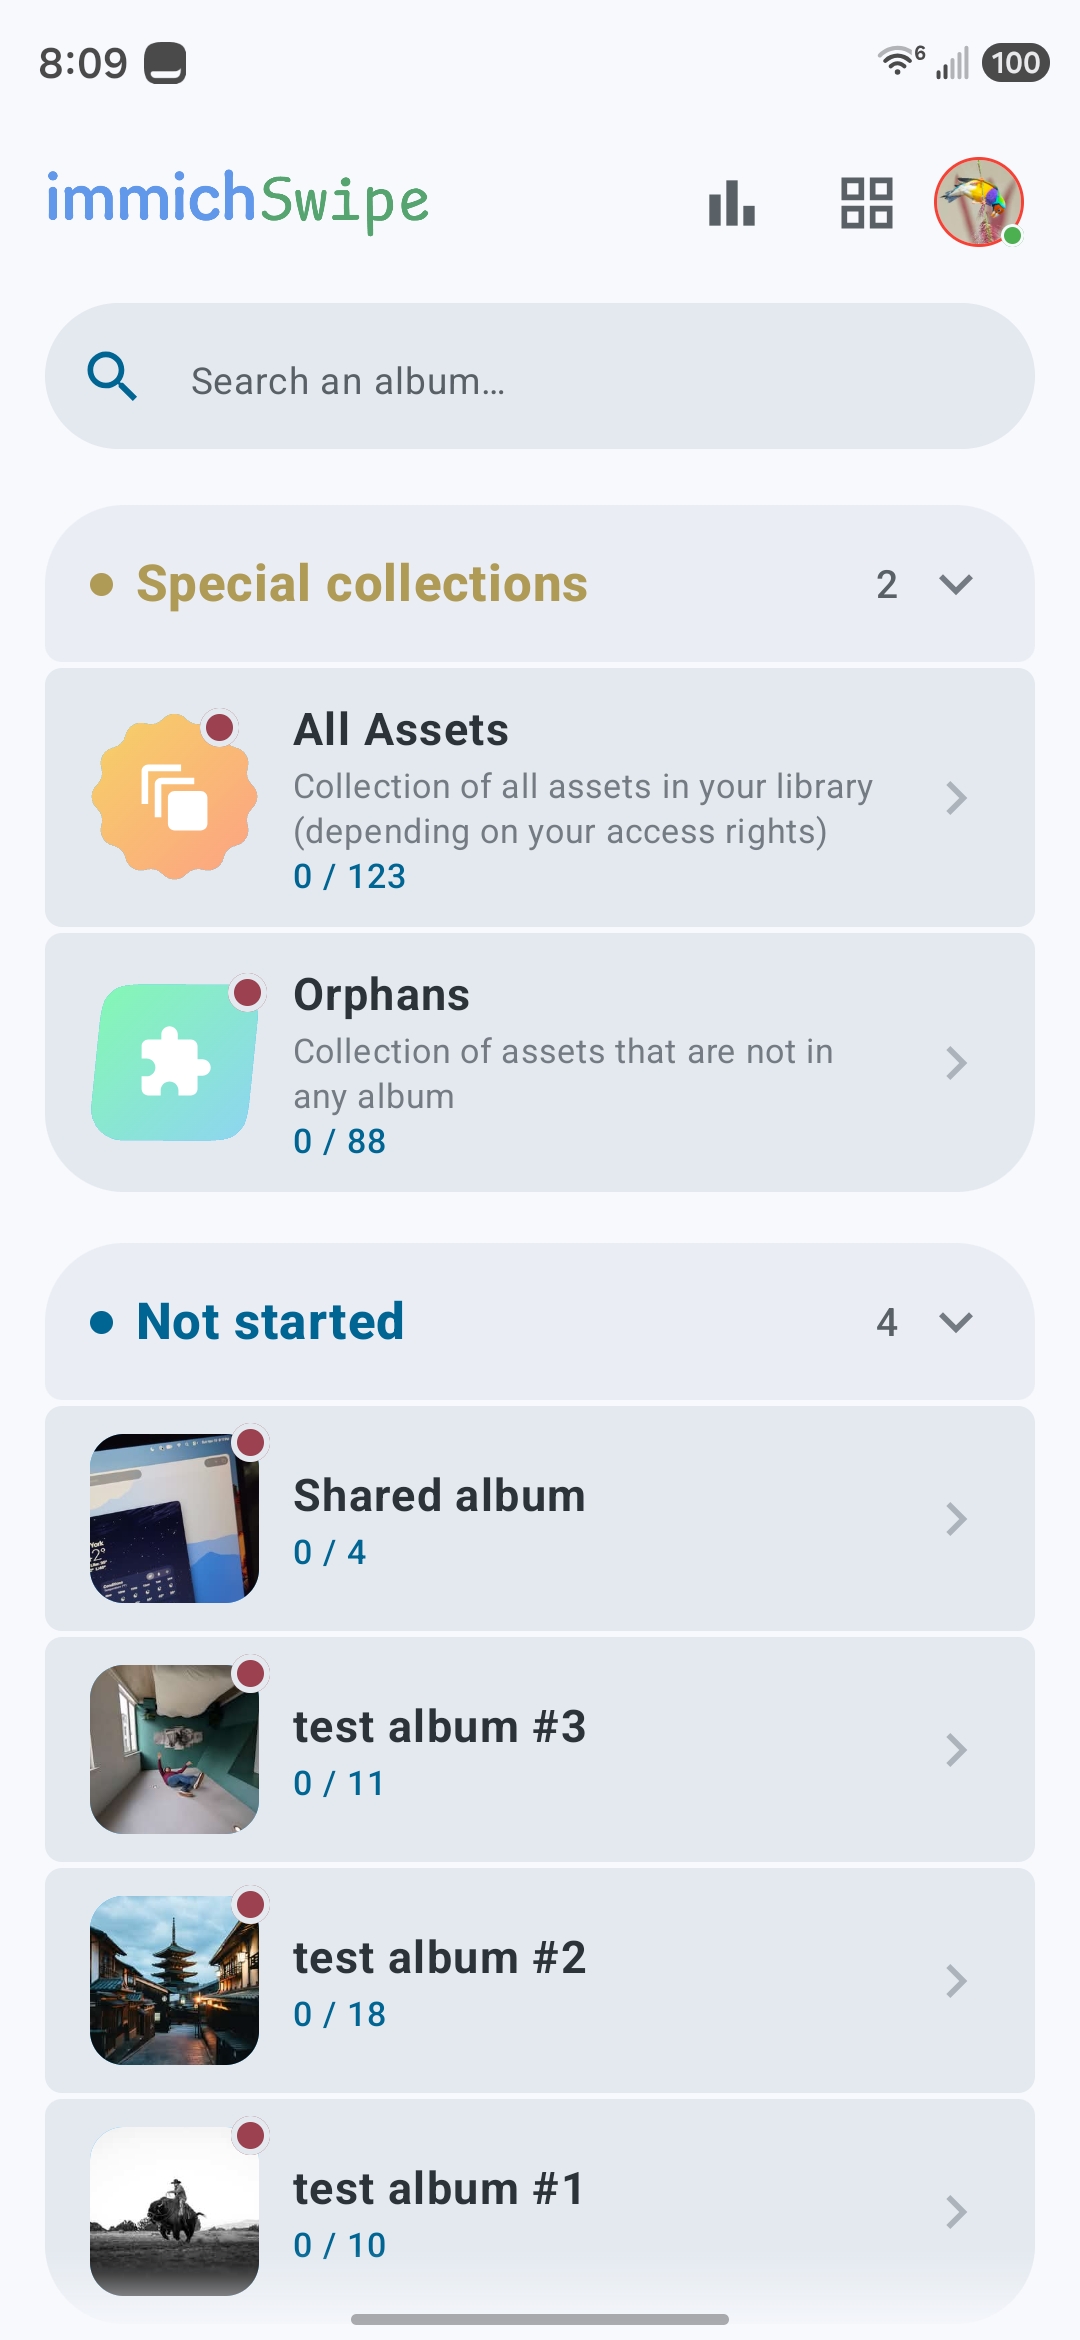 8:09
6
100
immichSwipe
Search an album...
Special collections
2
All Assets
Collection of all assets in your library
(depending on your access rights)
0 / 123
Orphans
Collection of assets that are not in
any album
0 / 88
Not started
4
Shared album
0 / 4
test album #3
0 / 11
test album #2
0 / 18
test album #1
0 / 10